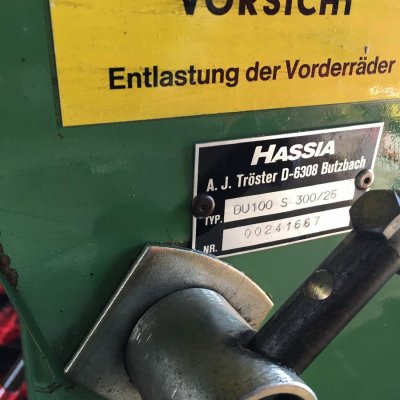 VORSICHT
Entlastung der Vorderräder
HASSIA
A. J. Tröster D-6308 Butzbach
TYP. DU100 S 300/25
NR. 00241667